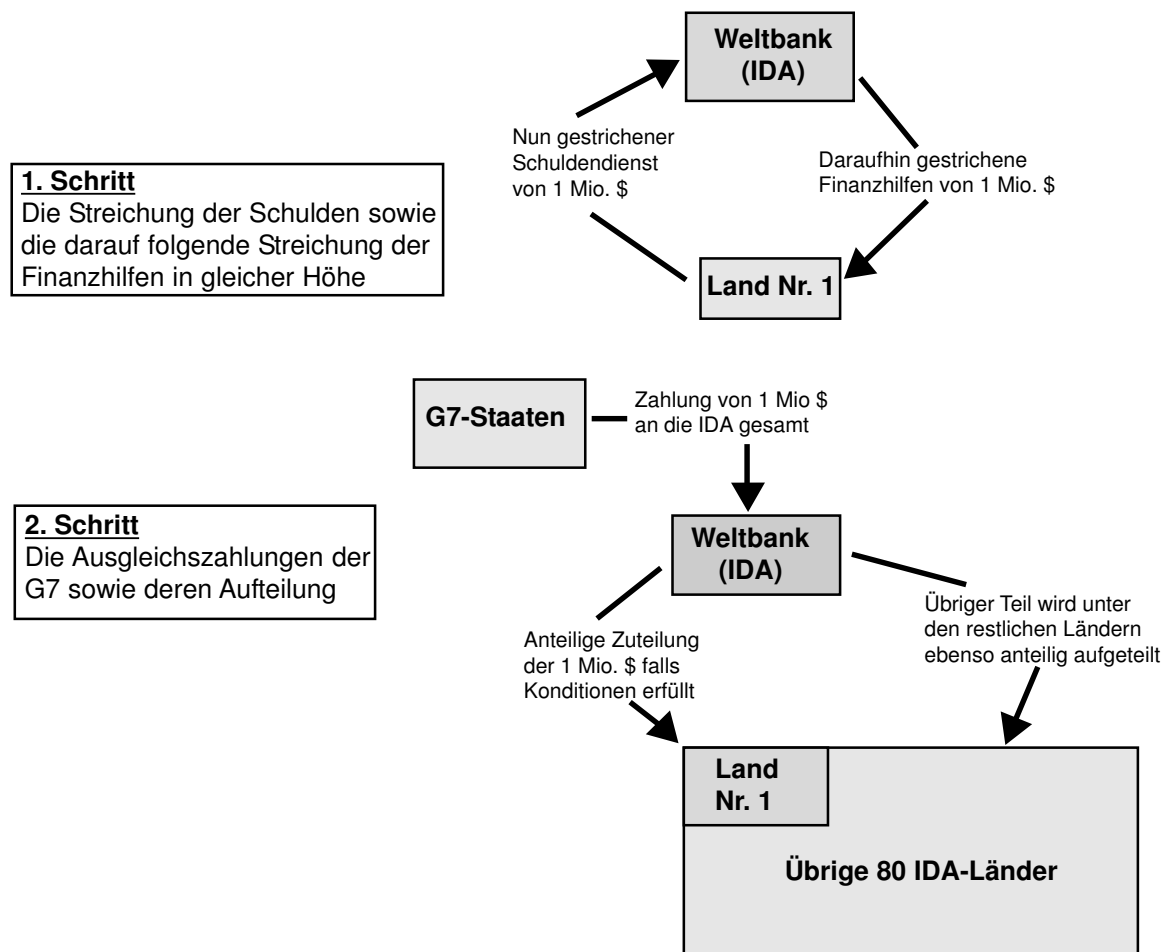 Weltbank
(IDA)
Nun gestrichener
Schuldendienst
von 1 Mio. $
Daraufhin gestrichene
Finanzhilfen von 1 Mio. $
1. Schritt
Die Streichung der Schulden sowie
die darauf folgende Streichung der
Finanzhilfen in gleicher Höhe
Land Nr. 1
G7-Staaten
Zahlung von 1 Mio $
an die IDA gesamt
2. Schritt
Die Ausgleichszahlungen der
G7 sowie deren Aufteilung
Weltbank
(IDA)
Anteilige Zuteilung
der 1 Mio. $ falls
Konditionen erfüllt
Übriger Teil wird unter
den restlichen Ländern
ebenso anteilig aufgeteilt
Land
Nr. 1
Übrige 80 IDA-Länder